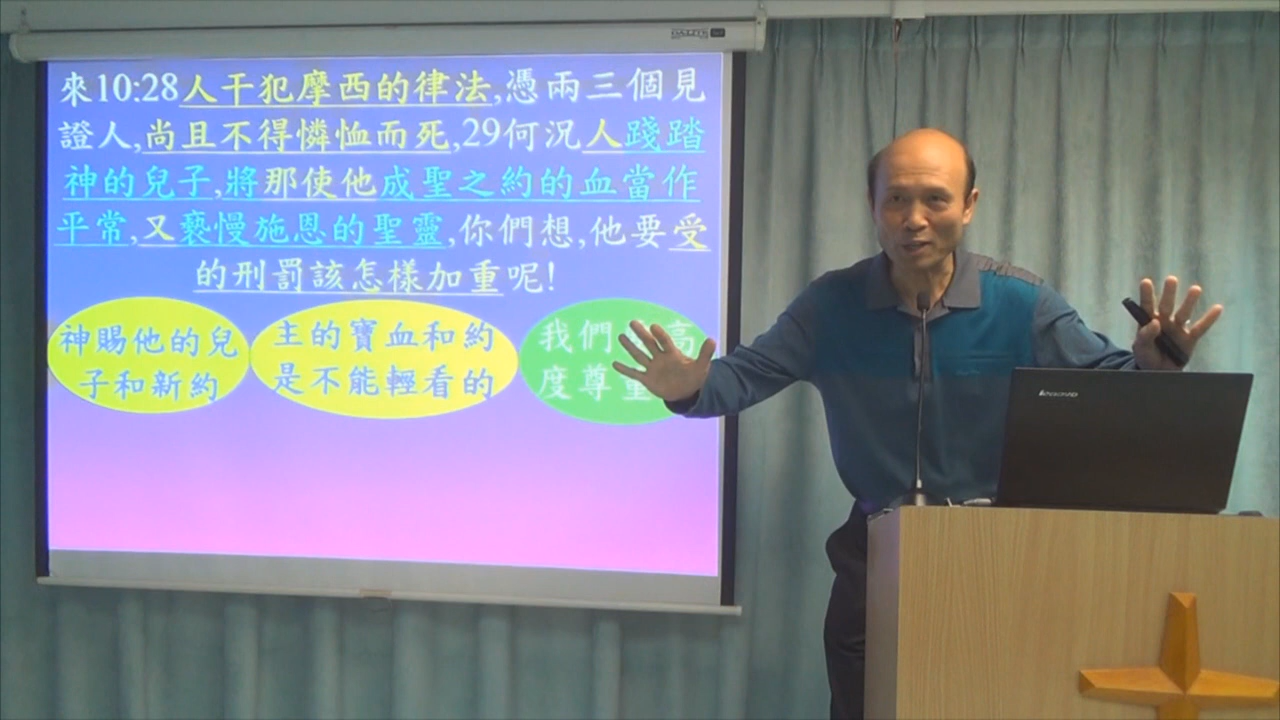 來10:28人干犯摩西的律法,憑兩三個見
證人,尚且不得憐恤而死,29何況人踐踏
神的兒子,將那使他成聖之約的血當作
平常,又褻慢施恩的聖靈,你們想,他要受
的刑罰該怎樣加重呢!
神賜他的兒
子和新約
主的寶血和約
是不能輕看的
我們 高
度尊重
lenovo